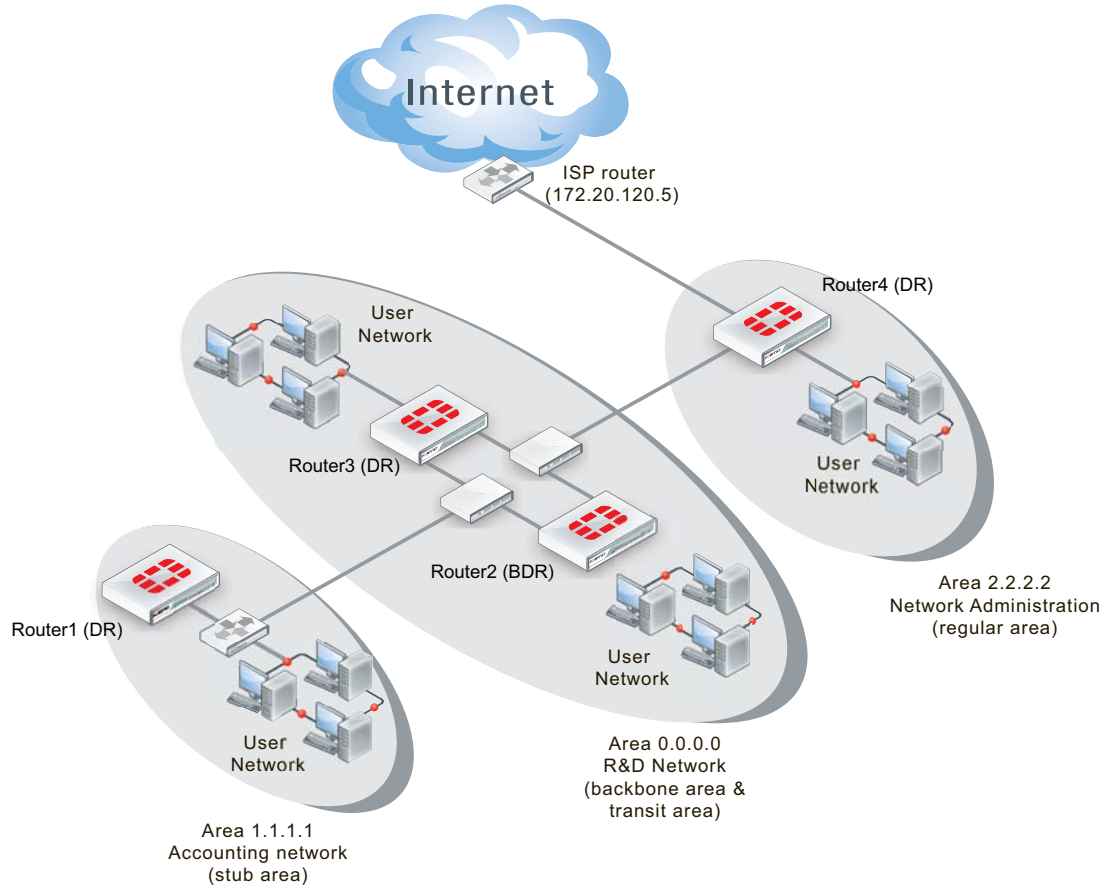 Internet
ISP router
(172.20.120.5)
Router4 (DR)
User
Network
Router3 (DR)
User
Network
Router2 (BDR)
Area 2.2.2.2
Network Administration
(regular area)
Router1 (DR)
User
Network
User
Network
Area 0.0.0.0
R&D Network
(backbone area &
transit area)
Area 1.1.1.1
Accounting network
(stub area)